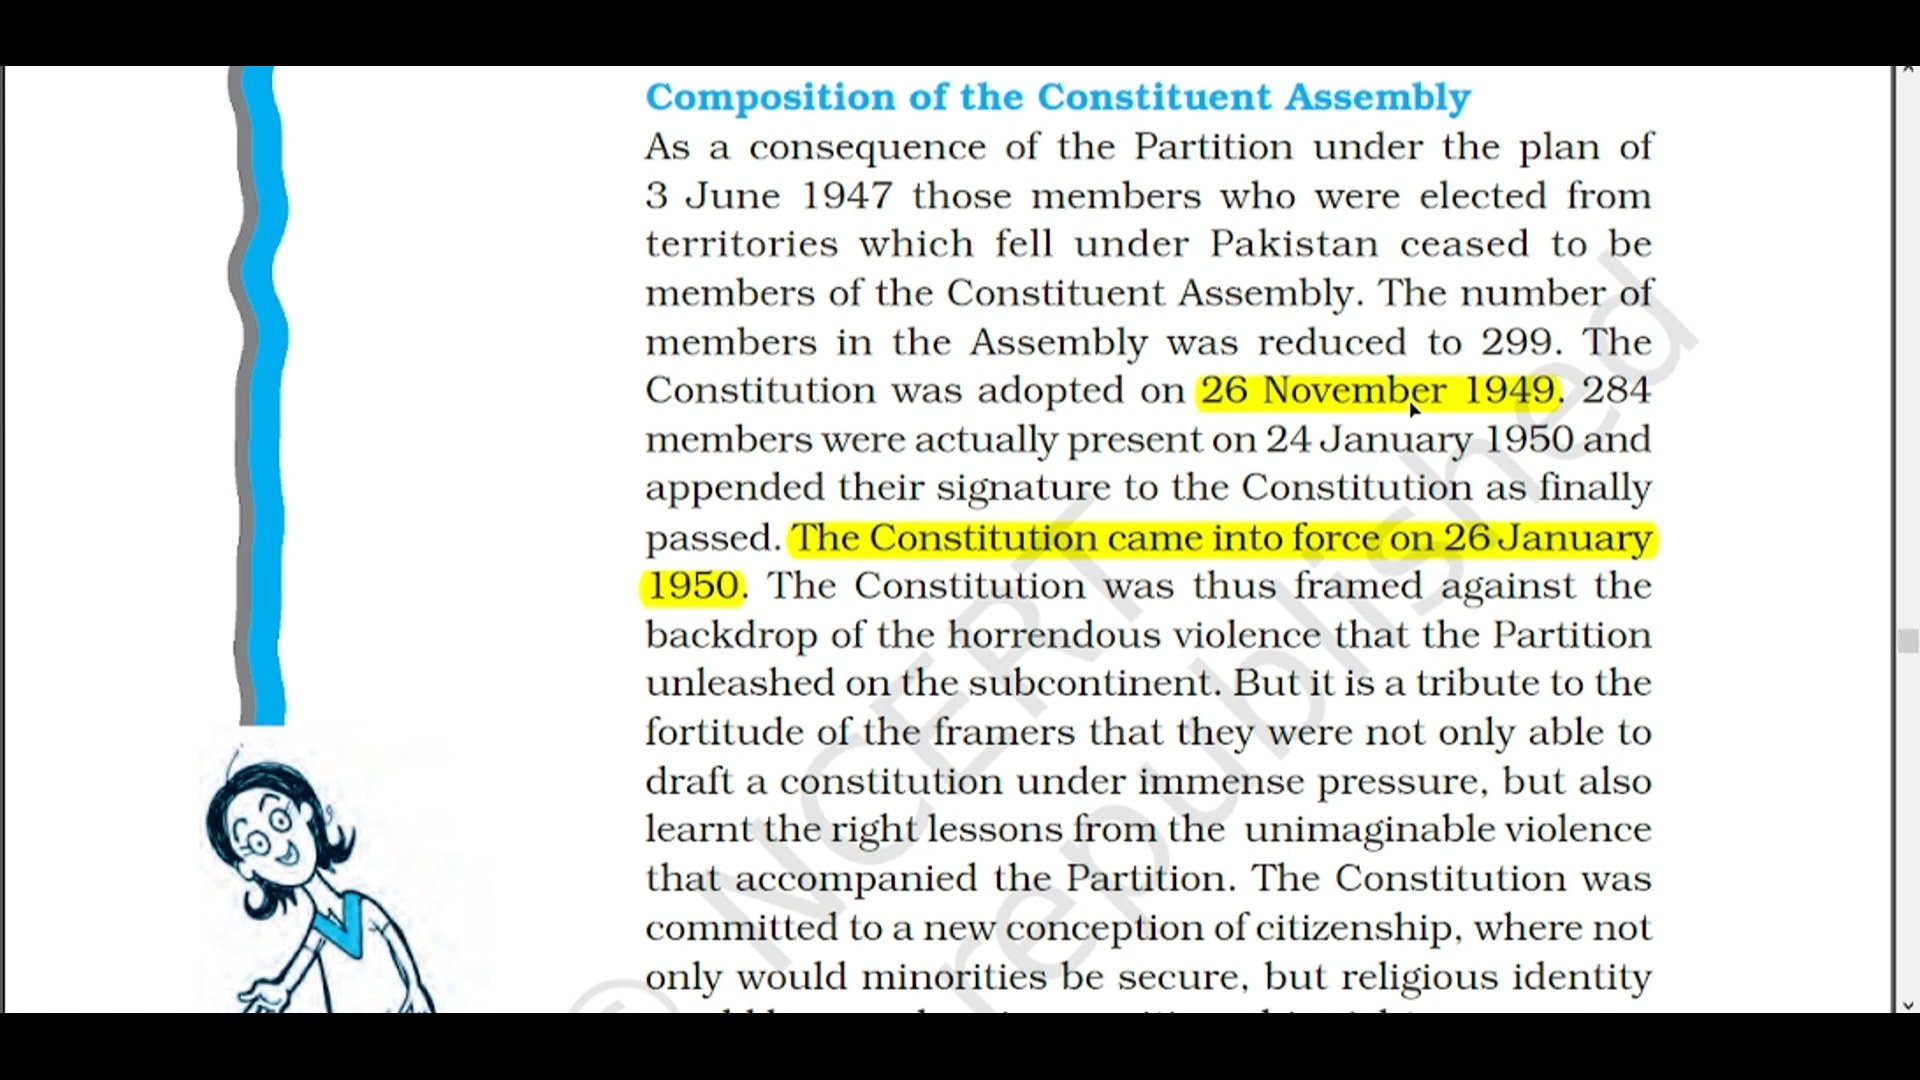 Composition of the Constituent Assembly
As a consequence of the Partition under the plan of
3 June 1947 those members who were elected from
territories which fell under Pakistan ceased to be
members of the Constituent Assembly. The number of
members in the Assembly was reduced to 299. The
Constitution was adopted on 26 November 1949. 284
members were actually present on 24 January 1950 and
appended their signature to the Constitution as finally
passed. The Constitution came into force on 26 January
1950. The Constitution was thus framed against the
backdrop of the horrendous violence that the Partition
unleashed on the subcontinent. But it is a tribute to the
fortitude of the framers that they were not only able to
draft a constitution under immense pressure, but also
learnt the right lessons from the unimaginable violence
that accompanied the Partition. The Constitution was
committed to a new conception of citizenship, where not
only would minorities be secure, but religious identity
© NCERT
republished